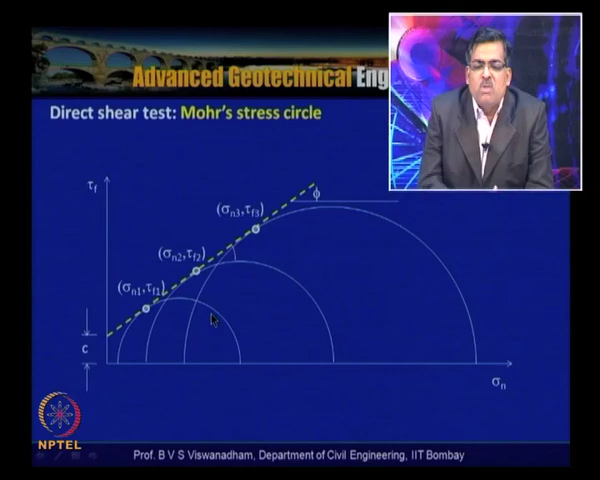 Advanced Geotechnical Eng
Direct shear test: Mohr's stress circle
τf
ϕ
(σn3,τf3)
(σn2,τf2)
(σn1,τf1)
c
σn
NPTEL
Prof. B V S Viswanadham, Department of Civil Engineering, IIT Bombay